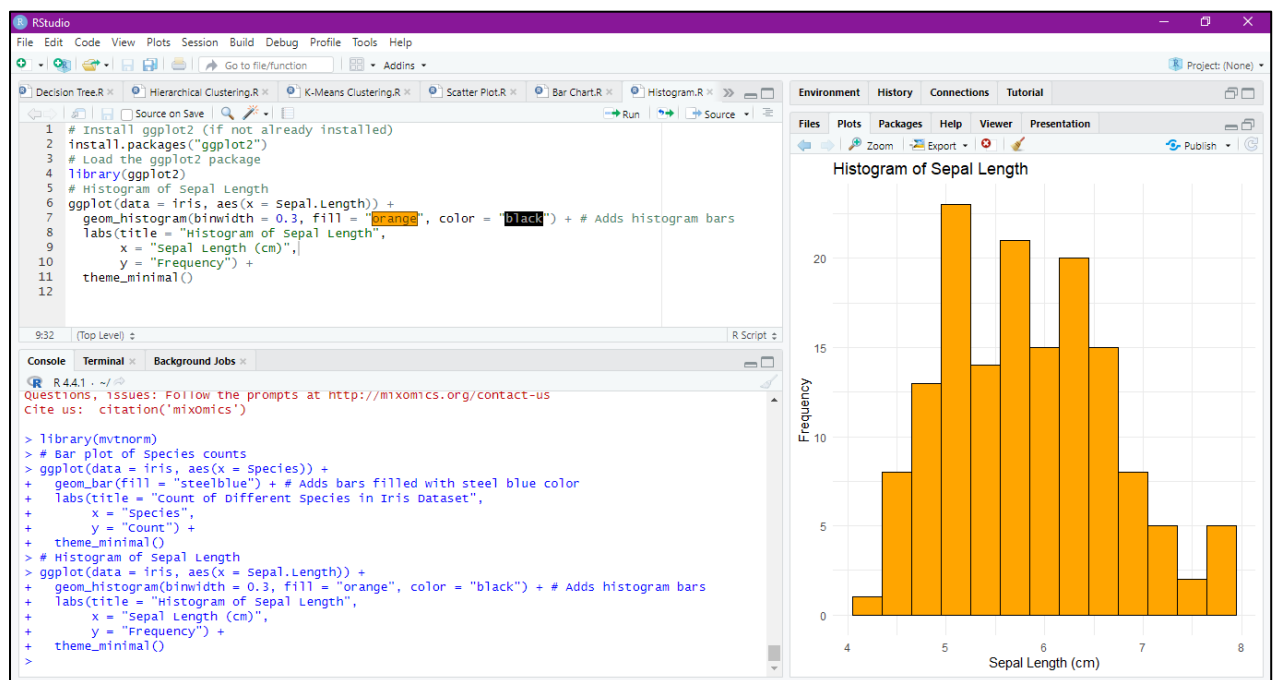 RStudio
File Edit Code View Plots Session Build Debug Profile Tools Help
Go to file/function Addins Project: (None)
Decision Tree.R Hierarchical Clustering.R K-Means Clustering.R Scatter Plot.R Bar Chart.R Histogram.R
Source on Save Run Source
1 # Install ggplot2 (if not already installed)
2 install.packages("ggplot2")
3 # Load the ggplot2 package
4 library(ggplot2)
5 # Histogram of Sepal Length
6 ggplot(data = iris, aes(x = Sepal.Length)) +
7 geom_histogram(binwidth = 0.3, fill = "orange", color = "black") + # Adds histogram bars
8 labs(title = "Histogram of Sepal Length",
9 x = "Sepal Length (cm)",
10 y = "Frequency") +
11 theme_minimal()
12
9:32 (Top Level) R Script
Console Terminal Background Jobs
R R 4.4.1 · ~/
Questions, issues: Follow the prompts at http://mixomics.org/contact-us
Cite us: citation('mixOmics')
> library(mvtnorm)
> # Bar plot of Species counts
> ggplot(data = iris, aes(x = Species)) +
+ geom_bar(fill = "steelblue") + # Adds bars filled with steel blue color
+ labs(title = "Count of Different Species in Iris Dataset",
+ x = "Species",
+ y = "Count") +
+ theme_minimal()
> # Histogram of Sepal Length
> ggplot(data = iris, aes(x = Sepal.Length)) +
+ geom_histogram(binwidth = 0.3, fill = "orange", color = "black") + # Adds histogram bars
+ labs(title = "Histogram of Sepal Length",
+ x = "Sepal Length (cm)",
+ y = "Frequency") +
+ theme_minimal()
>
Environment History Connections Tutorial
Files Plots Packages Help Viewer Presentation
Zoom Export Publish
Histogram of Sepal Length
Frequency
20
15
10
5
0
4 5 6 7 8
Sepal Length (cm)